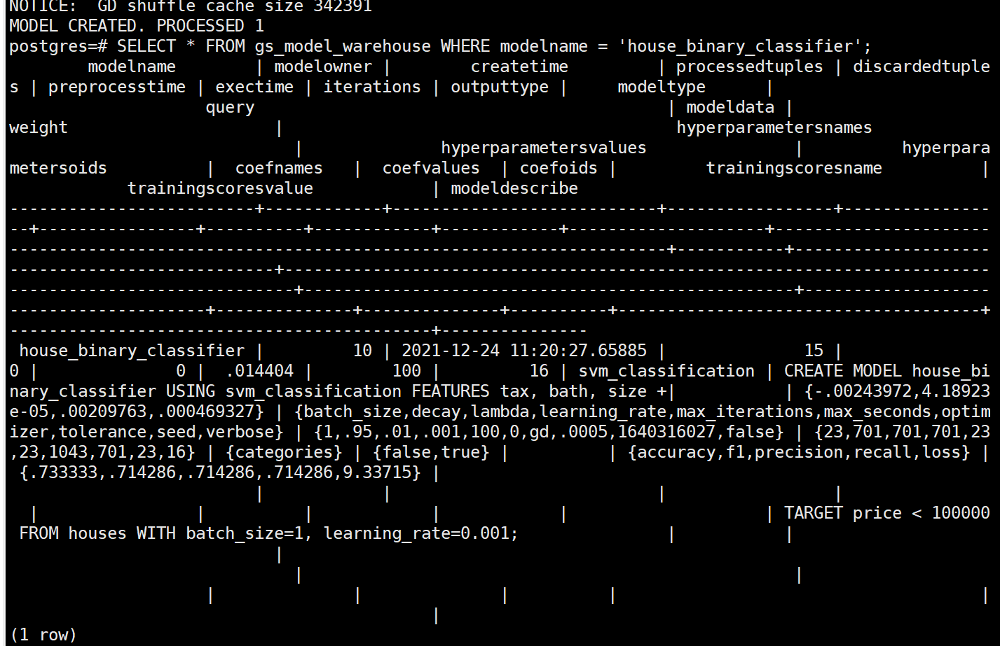 NOTICE:  GD shuffle cache size 342391
MODEL CREATED. PROCESSED 1
postgres=# SELECT * FROM gs_model_warehouse WHERE modelname = 'house_binary_classifier';
        modelname        | modelowner |        createtime         | processedtuples | discardedtuple
s | preprocesstime | exectime | iterations | outputtype |     modeltype      |
                    query                                          | modeldata |
weight                     |                                        hyperparametersnames
                             |              hyperparametersvalues               |          hyperpara
metersoids          |  coefnames   |  coefvalues  | coefoids |         trainingscoresname          |
            trainingscoresvalue            | modeldescribe
-------------------------+------------+---------------------------+-----------------+---------------
--+----------------+----------+------------+------------+--------------------+----------------------
-------------------------------------------------------------------+-----------+--------------------
---------------------------+------------------------------------------------------------------------
-----------------------------+--------------------------------------------------+-------------------
--------------------+--------------+--------------+----------+-------------------------------------+
-------------------------------------------+---------------
 house_binary_classifier |         10 | 2021-12-24 11:20:27.65885 |              15 |
0 |              0 |  .014404 |        100 |         16 | svm_classification | CREATE MODEL house_bi
nary_classifier USING svm_classification FEATURES tax, bath, size +|           | {-.00243972,4.18923
e-05,.00209763,.000469327} | {batch_size,decay,lambda,learning_rate,max_iterations,max_seconds,optim
izer,tolerance,seed,verbose} | {1,.95,.01,.001,100,0,gd,.0005,1640316027,false} | {23,701,701,701,23
,23,1043,701,23,16} | {categories} | {false,true} |          | {accuracy,f1,precision,recall,loss} |
 {.733333,.714286,.714286,.714286,9.33715} |
                         |            |                           |                 |
  |                |          |            |            |                    | TARGET price < 100000
 FROM houses WITH batch_size=1, learning_rate=0.001;               |           |
                           |
                             |                                                  |
                    |              |              |          |                                     |
                                           |
(1 row)